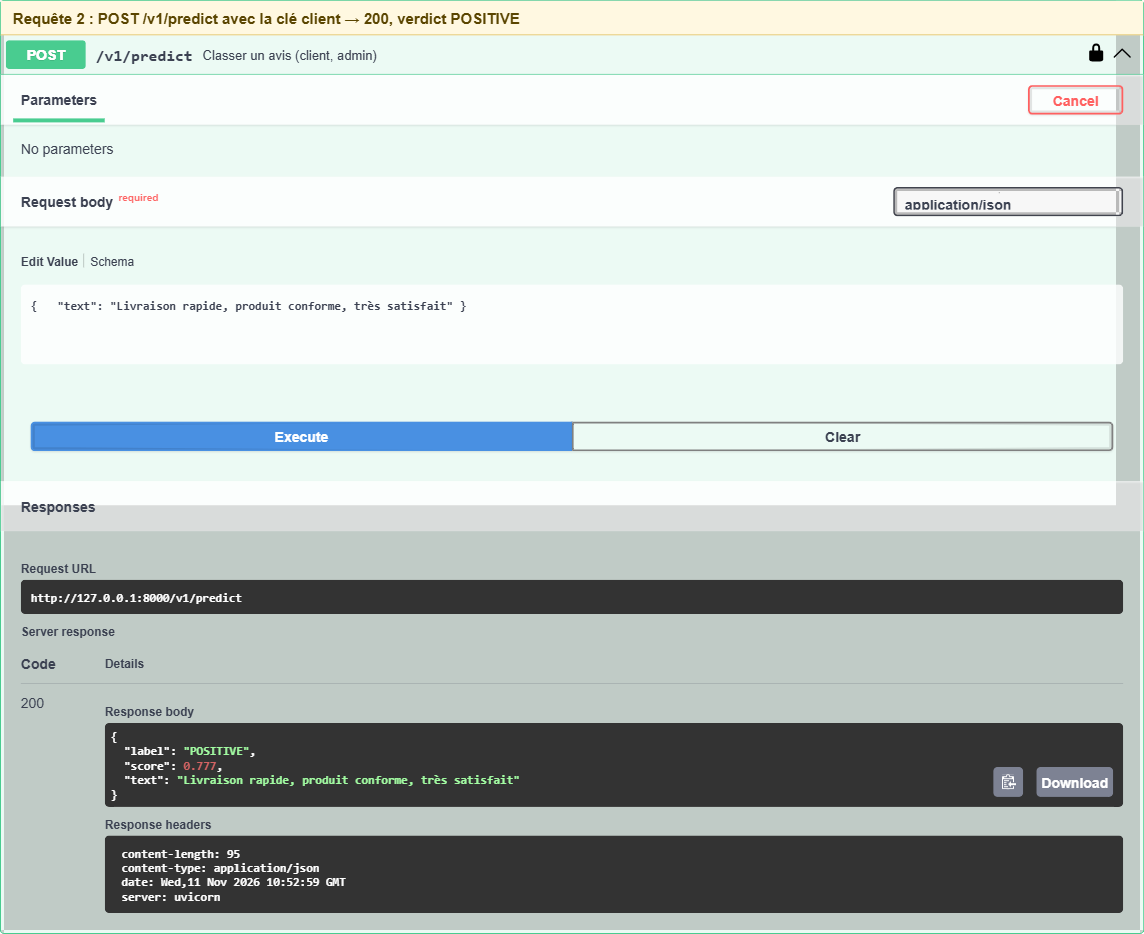 Requête 2 : POST /v1/predict avec la clé client → 200, verdict POSITIVE
POST /v1/predict Classer un avis (client, admin)
Parameters
Cancel
No parameters
Request body required
application/json
Edit Value | Schema
{ "text": "Livraison rapide, produit conforme, très satisfait" }
Execute
Clear
Responses
Request URL
http://127.0.0.1:8000/v1/predict
Server response
Code Details
200
Response body
{
"label": "POSITIVE",
"score": 0.777,
"text": "Livraison rapide, produit conforme, très satisfait"
}
Download
Response headers
content-length: 95
content-type: application/json
date: Wed,11 Nov 2026 10:52:59 GMT
server: uvicorn